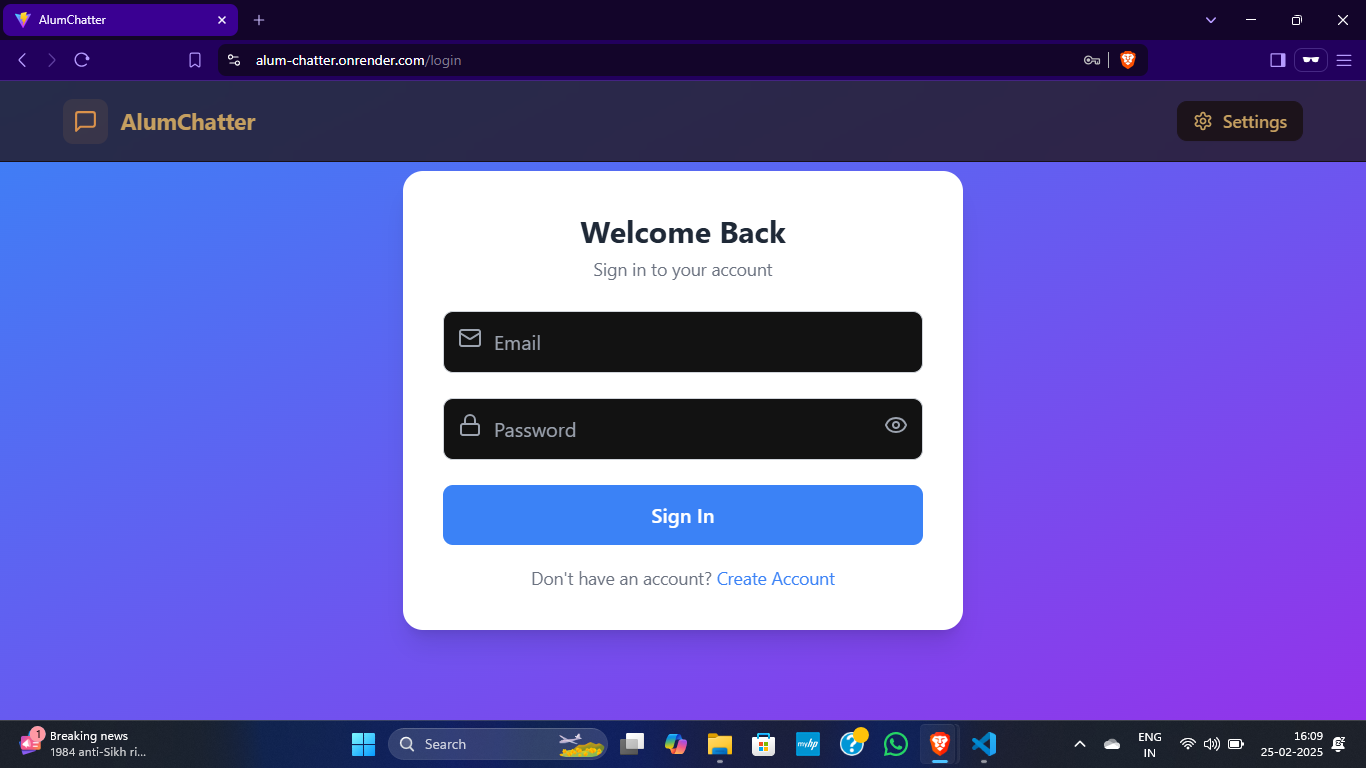 AlumChatter
alum-chatter.onrender.com/login
AlumChatter
Settings
Welcome Back
Sign in to your account
Email
Password
Sign In
Don't have an account? Create Account
1
Breaking news
1984 anti-Sikh ri...
Search
myhp
ENG
IN
16:09
25-02-2025